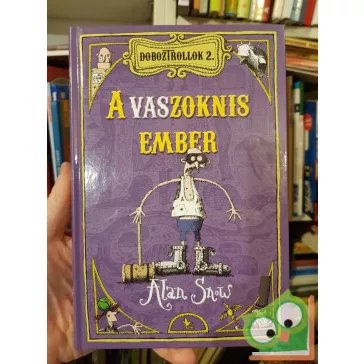 DOBOZTROLLOK 2.
A VASZOKNIS
EMBER
Alan Snow